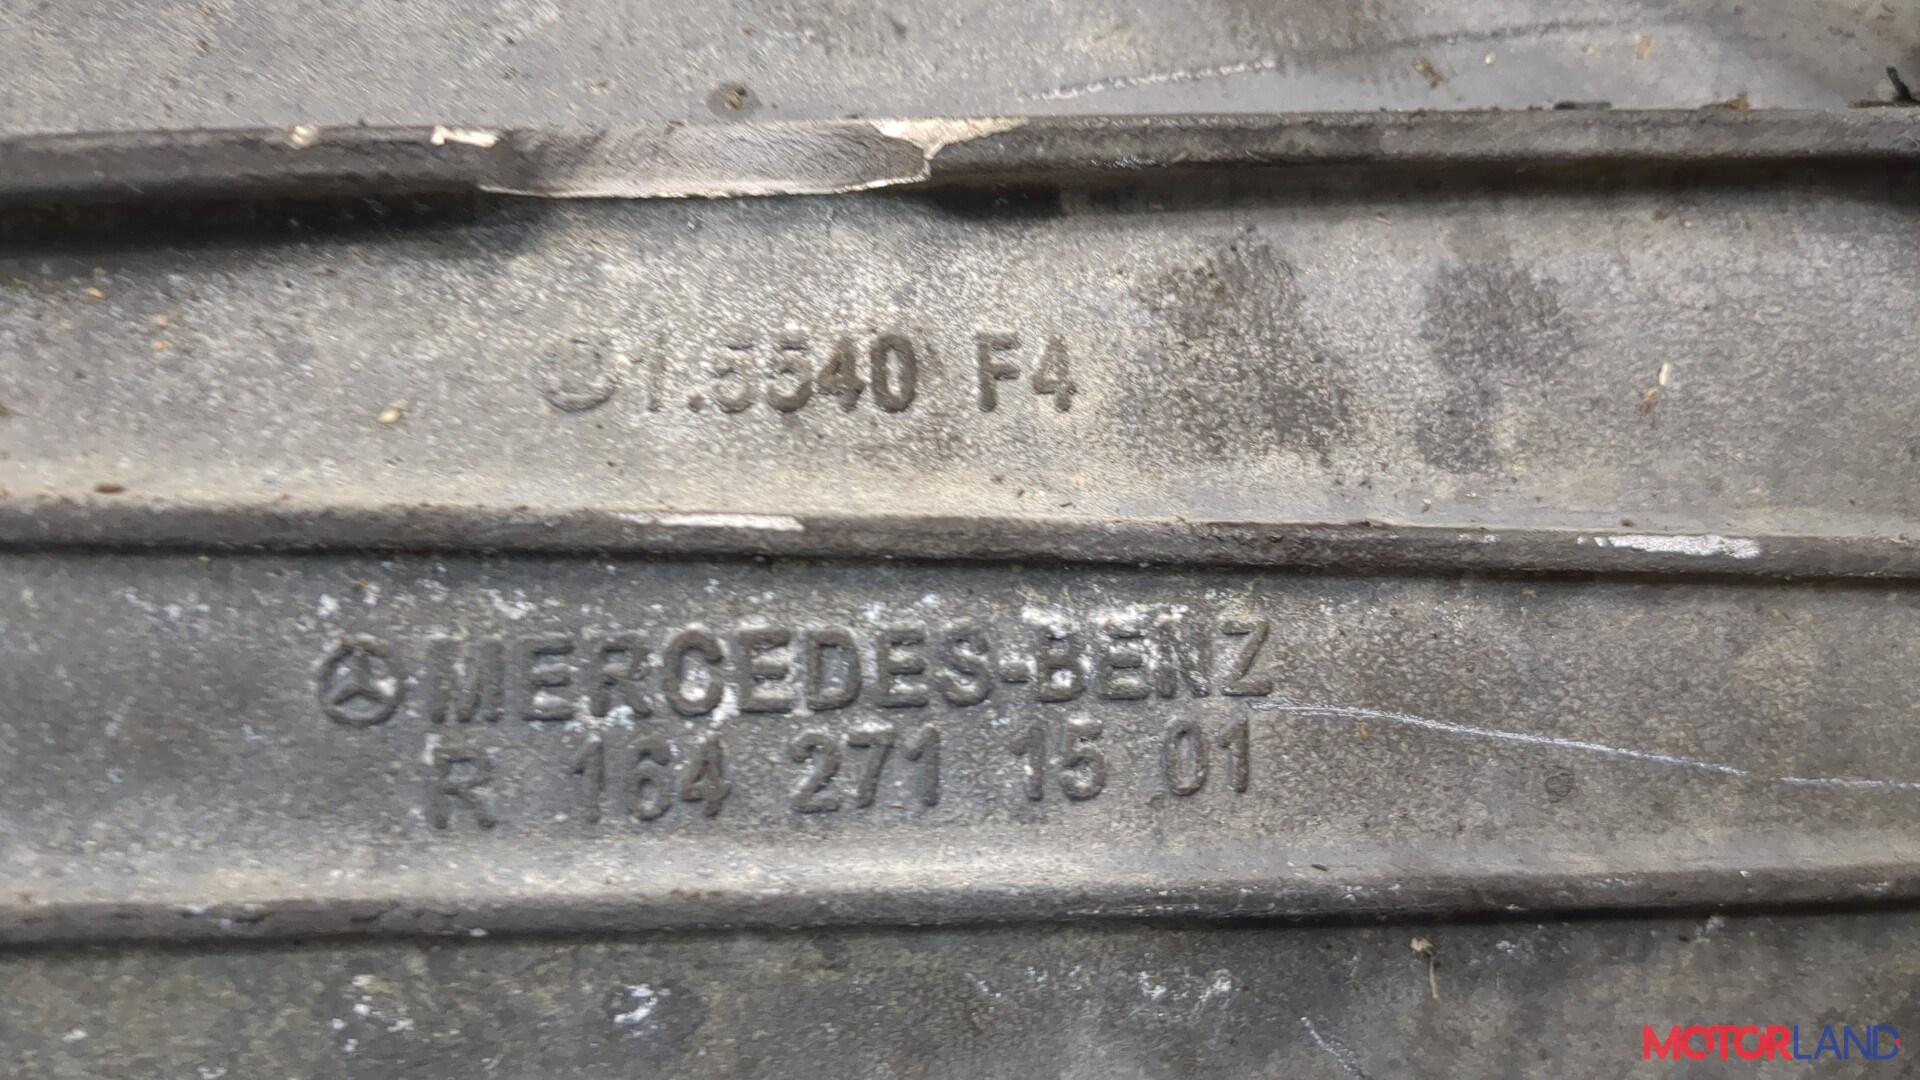 1.5540 F4
MERCEDES-BENZ
R 164 271 15 01
MOTORLAND